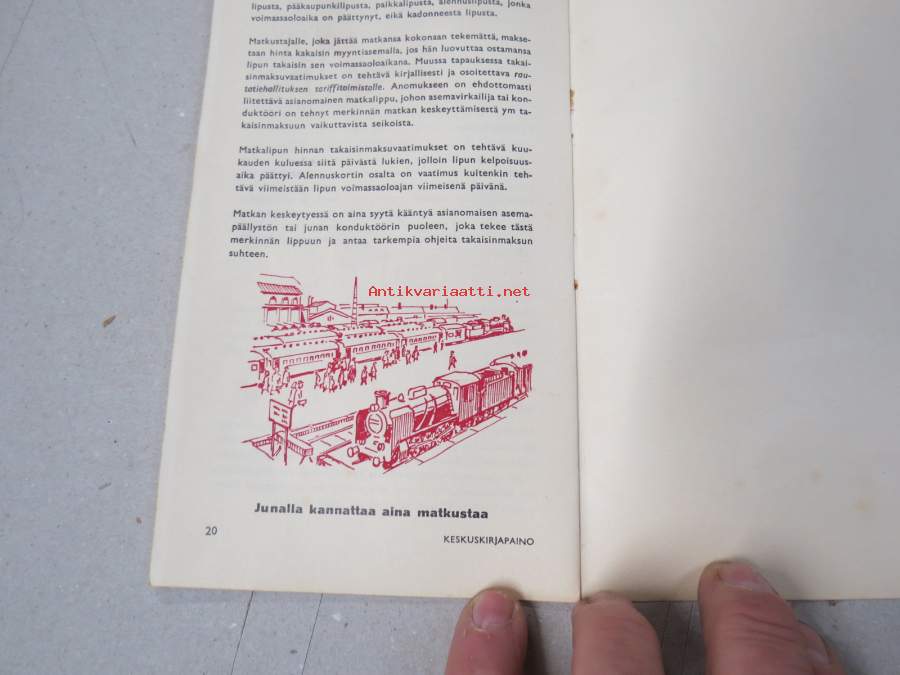 lipusta, pääkaupunkilipusta, paikkalipusta, alennuslipusta, jonka
voimassaoloaika on päättynyt, eikä kadonneesta lipusta.
Matkustajalle, joka jättää matkansa kokonaan tekemättä, makse-
taan hinta kakaisin myyntiasemalla, jos hän luovuttaa ostamansa
lipun takaisin sen voimassaoloaikana. Muussa tapauksessa takai-
sinmaksuvaatimukset on tehtävä kirjallisesti ja osoitettava rau-
tatiehallituksen tariffitoimistolle. Anomukseen on ehdottomasti
liitettävä asianomainen matkalippu, johon asemavirkailija tai kon-
duktööri on tehnyt merkinnän matkan keskeyttämisestä ym ta-
kaisinmaksuun vaikuttavista seikoista.
Matkalipun hinnan takaisinmaksuvaatimukset on tehtävä kuu-
kauden kuluessa siitä päivästä lukien, jolloin lipun kelpoisuus-
aika päättyi. Alennuskortin osalta on vaatimus kuitenkin teh-
tävä viimeistään lipun voimassaoloajan viimeisenä päivänä.
Matkan keskeytyessä on aina syytä kääntyä asianomaisen asema-
päällystön tai junan konduktöörin puoleen, joka tekee tästä
merkinnän lippuun ja antaa tarkempia ohjeita takaisinmaksun
suhteen.
Antikvariaatti.net
Junalla kannattaa aina matkustaa
20
KESKUSKIRJAPAINO